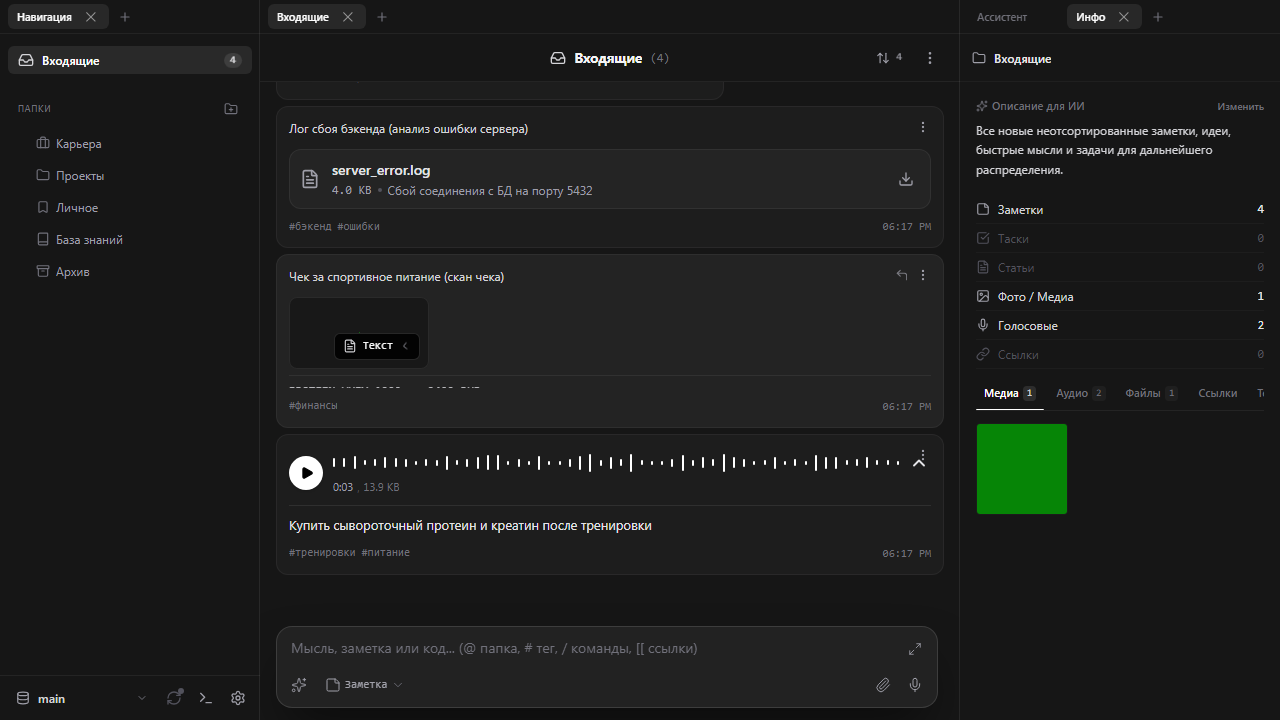 Навигация
Входящие
4
ПАПКИ
Карьера
Проекты
Личное
База знаний
Архив
main
Входящие
Входящие (4)
4
Лог сбоя бэкенда (анализ ошибки сервера)
server_error.log
4.0 KB • Сбой соединения с БД на порту 5432
#бэкенд #ошибки
06:17 PM
Чек за спортивное питание (скан чека)
Текст
#финансы
06:17 PM
0:03 , 13.9 KB
Купить сывороточный протеин и креатин после тренировки
#тренировки #питание
06:17 PM
Мысль, заметка или код... (@ папка, # тег, / команды, [[ ссылки)
Заметка
Ассистент
Инфо
Входящие
Описание для ИИ
Изменить
Все новые неотсортированные заметки, идеи,
быстрые мысли и задачи для дальнейшего
распределения.
Заметки 4
Таски 0
Статьи 0
Фото / Медиа 1
Голосовые 2
Ссылки 0
Медиа 1 Аудио 2 Файлы 1 Ссылки